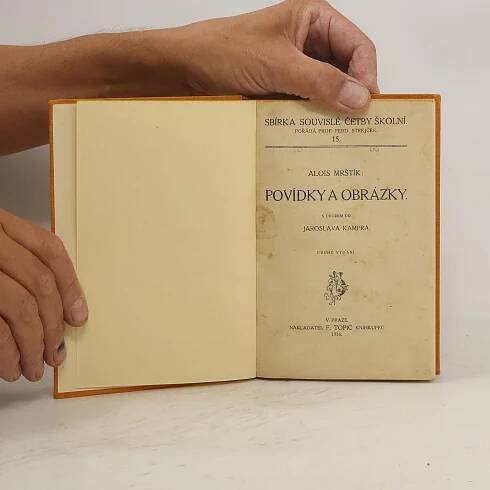 SBÍRKA SOUVISLÉ ČETBY ŠKOLNÍ.
POŘÁDÁ PROF. FERD. STREJČEK.
15.
ALOIS MRŠTÍK:
POVÍDKY A OBRÁZKY.
S ÚVODEM OD
JAROSLAVA KAMPRA
DRUHÉ VYDÁNÍ
V PRAZE
NAKLADATEL F. TOPIČ KNIHKUPEC